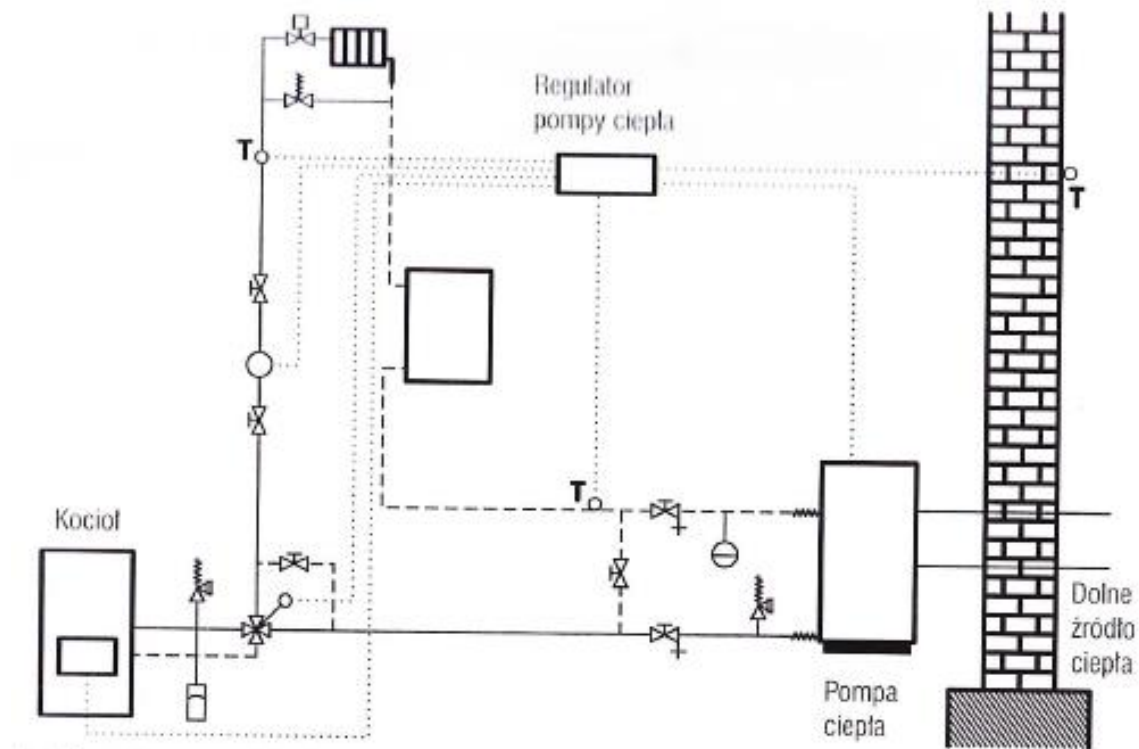 Regulator
pompy ciepła
T
T
T
Kocioł
Dolne
źródło
ciepła
Pompa
ciepła